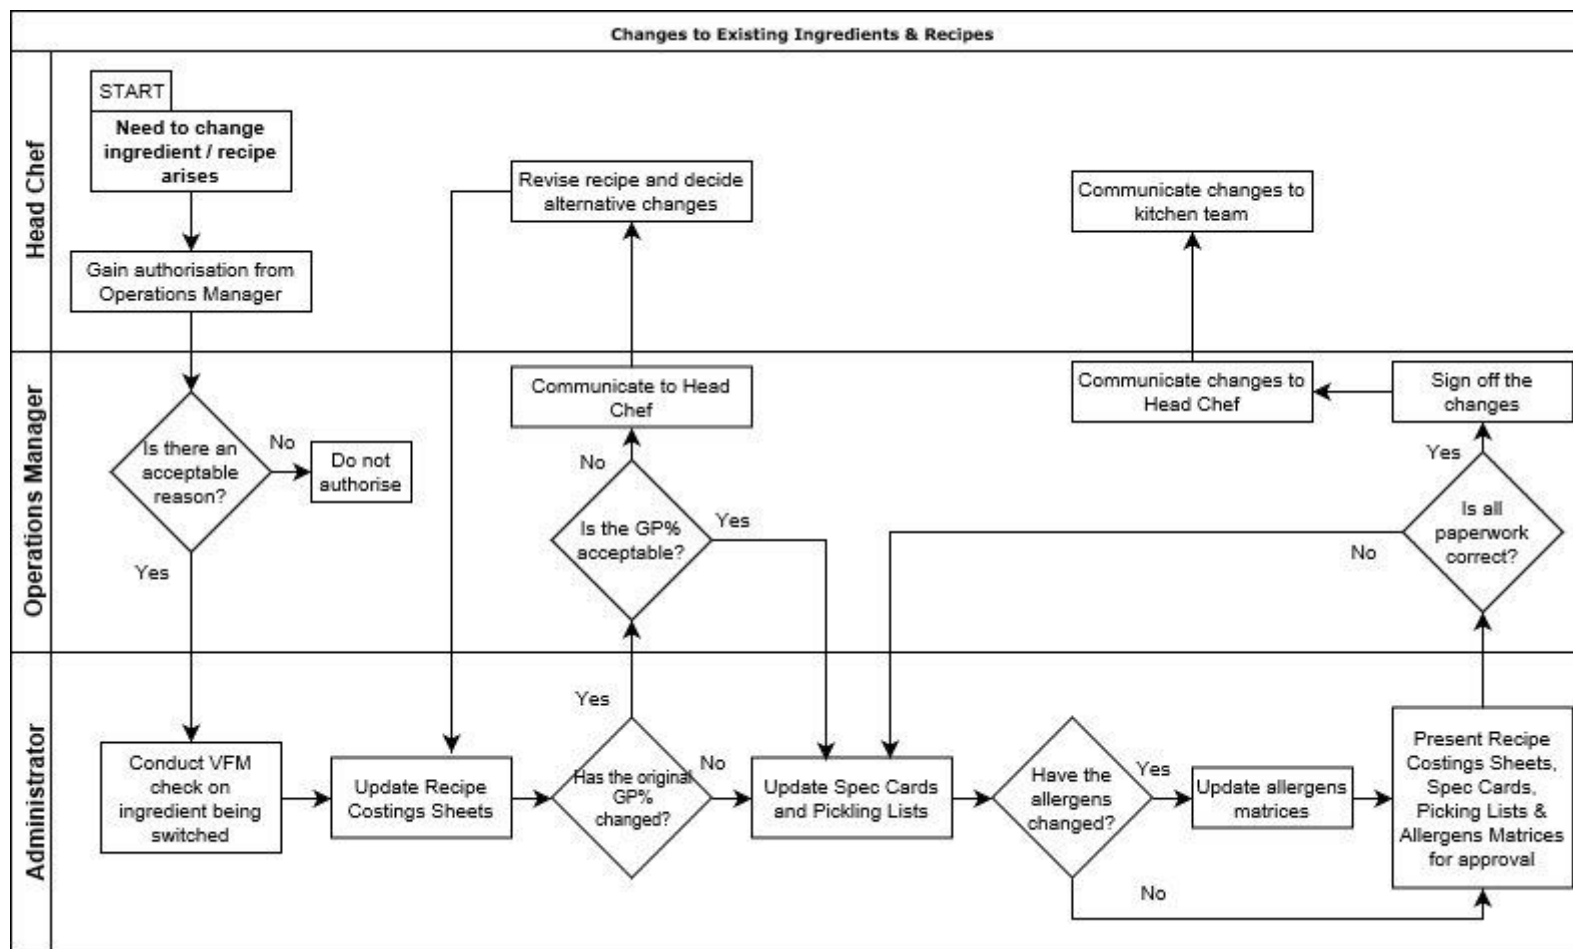 Changes to Existing Ingredients & Recipes
Head Chef
START
Need to change
ingredient / recipe
arises
Gain authorisation from
Operations Manager
Revise recipe and decide
alternative changes
Communicate changes to
kitchen team
Operations Manager
Is there an
acceptable
reason?
No
Do not
authorise
Yes
Communicate to Head
Chef
No
Is the GP%
acceptable?
Yes
Communicate changes to
Head Chef
Sign off the
changes
Yes
Is all
paperwork
correct?
No
Administrator
Conduct VFM
check on
ingredient being
switched
Update Recipe
Costings Sheets
Yes
Has the original
GP%
changed?
No
Update Spec Cards
and Pickling Lists
Have the
allergens
changed?
Yes
Update allergens
matrices
No
Present Recipe
Costings Sheets,
Spec Cards,
Picking Lists &
Allergens Matrices
for approval